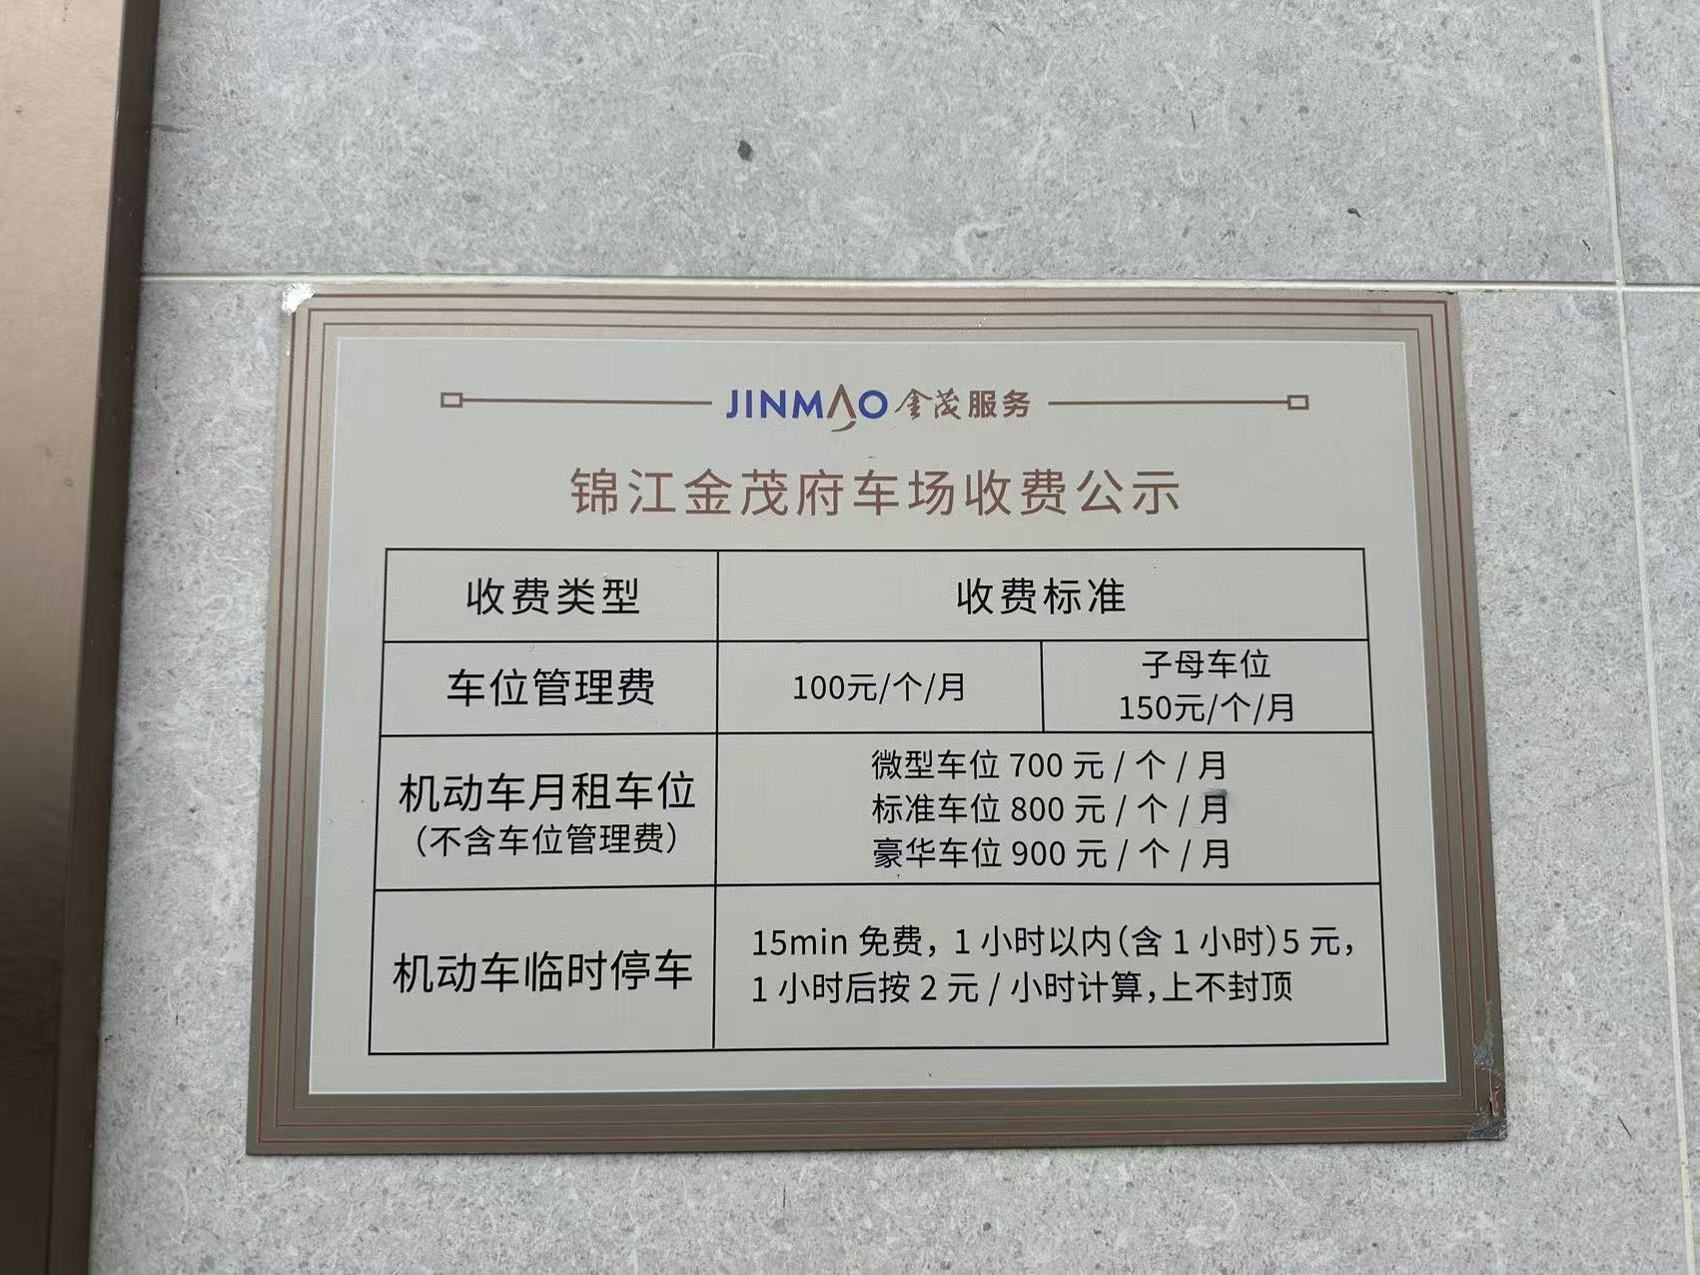 JINMAO 金茂服务
锦江金茂府车场收费公示
收费类型
收费标准
车位管理费
100元/个/月
子母车位
150元/个/月
机动车月租车位
（不含车位管理费）
微型车位 700 元 / 个 / 月
标准车位 800 元 / 个 / 月
豪华车位 900 元 / 个 / 月
机动车临时停车
15min 免费，1 小时以内（含 1 小时）5 元，
1 小时后按 2 元 / 小时计算，上不封顶